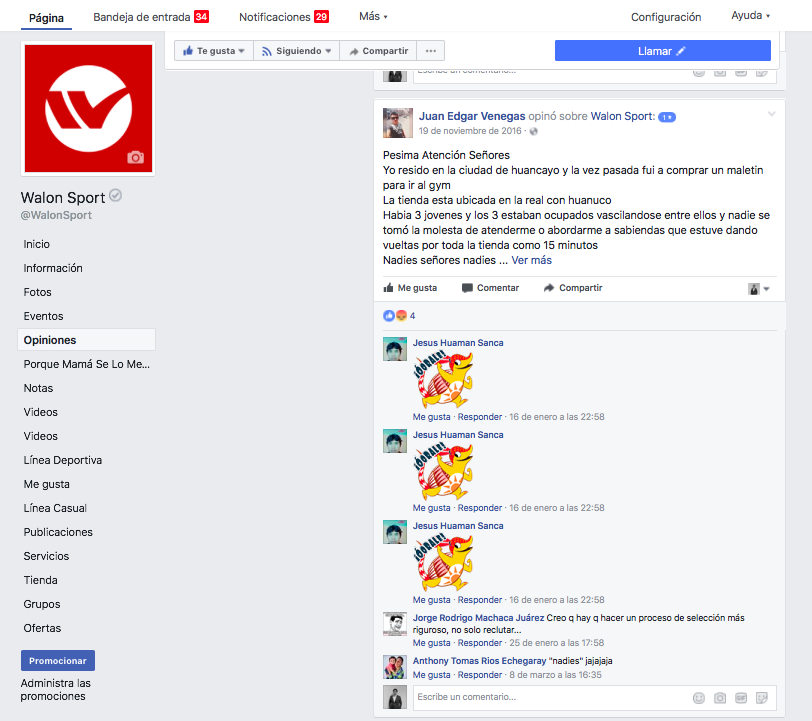 Página
Bandeja de entrada 34
Notificaciones 29
Más
Configuración
Ayuda
Te gusta
Siguiendo
Compartir
Llamar
Escribe un comentario...
Walon Sport
@WalonSport
Inicio
Información
Fotos
Eventos
Opiniones
Porque Mamá Se Lo Me...
Notas
Videos
Videos
Línea Deportiva
Me gusta
Línea Casual
Publicaciones
Servicios
Tienda
Grupos
Ofertas
Promocionar
Administra las
promociones
Juan Edgar Venegas opinó sobre Walon Sport: 1★
19 de noviembre de 2016 ·
Pesima Atención Señores
Yo resido en la ciudad de huancayo y la vez pasada fui a comprar un maletin
para ir al gym
La tienda esta ubicada en la real con huanuco
Habia 3 jovenes y los 3 estaban ocupados vascilandose entre ellos y nadie se
tomó la molesta de atenderme o abordarme a sabiendas que estuve dando
vueltas por toda la tienda como 15 minutos
Nadies señores nadies ... Ver más
Me gusta
Comentar
Compartir
4
Jesus Huaman Sanca
¡ÓÓRALE!
Me gusta · Responder · 16 de enero a las 22:58
Jesus Huaman Sanca
¡ÓÓRALE!
Me gusta · Responder · 16 de enero a las 22:58
Jesus Huaman Sanca
¡ÓÓRALE!
Me gusta · Responder · 16 de enero a las 22:58
Jorge Rodrigo Machaca Juárez Creo q hay q hacer un proceso de selección más
riguroso, no solo reclutar...
Me gusta · Responder · 25 de enero a las 17:58
Anthony Tomas Rios Echegaray "nadies" jajajaja
Me gusta · Responder · 8 de marzo a las 16:35
Escribe un comentario...